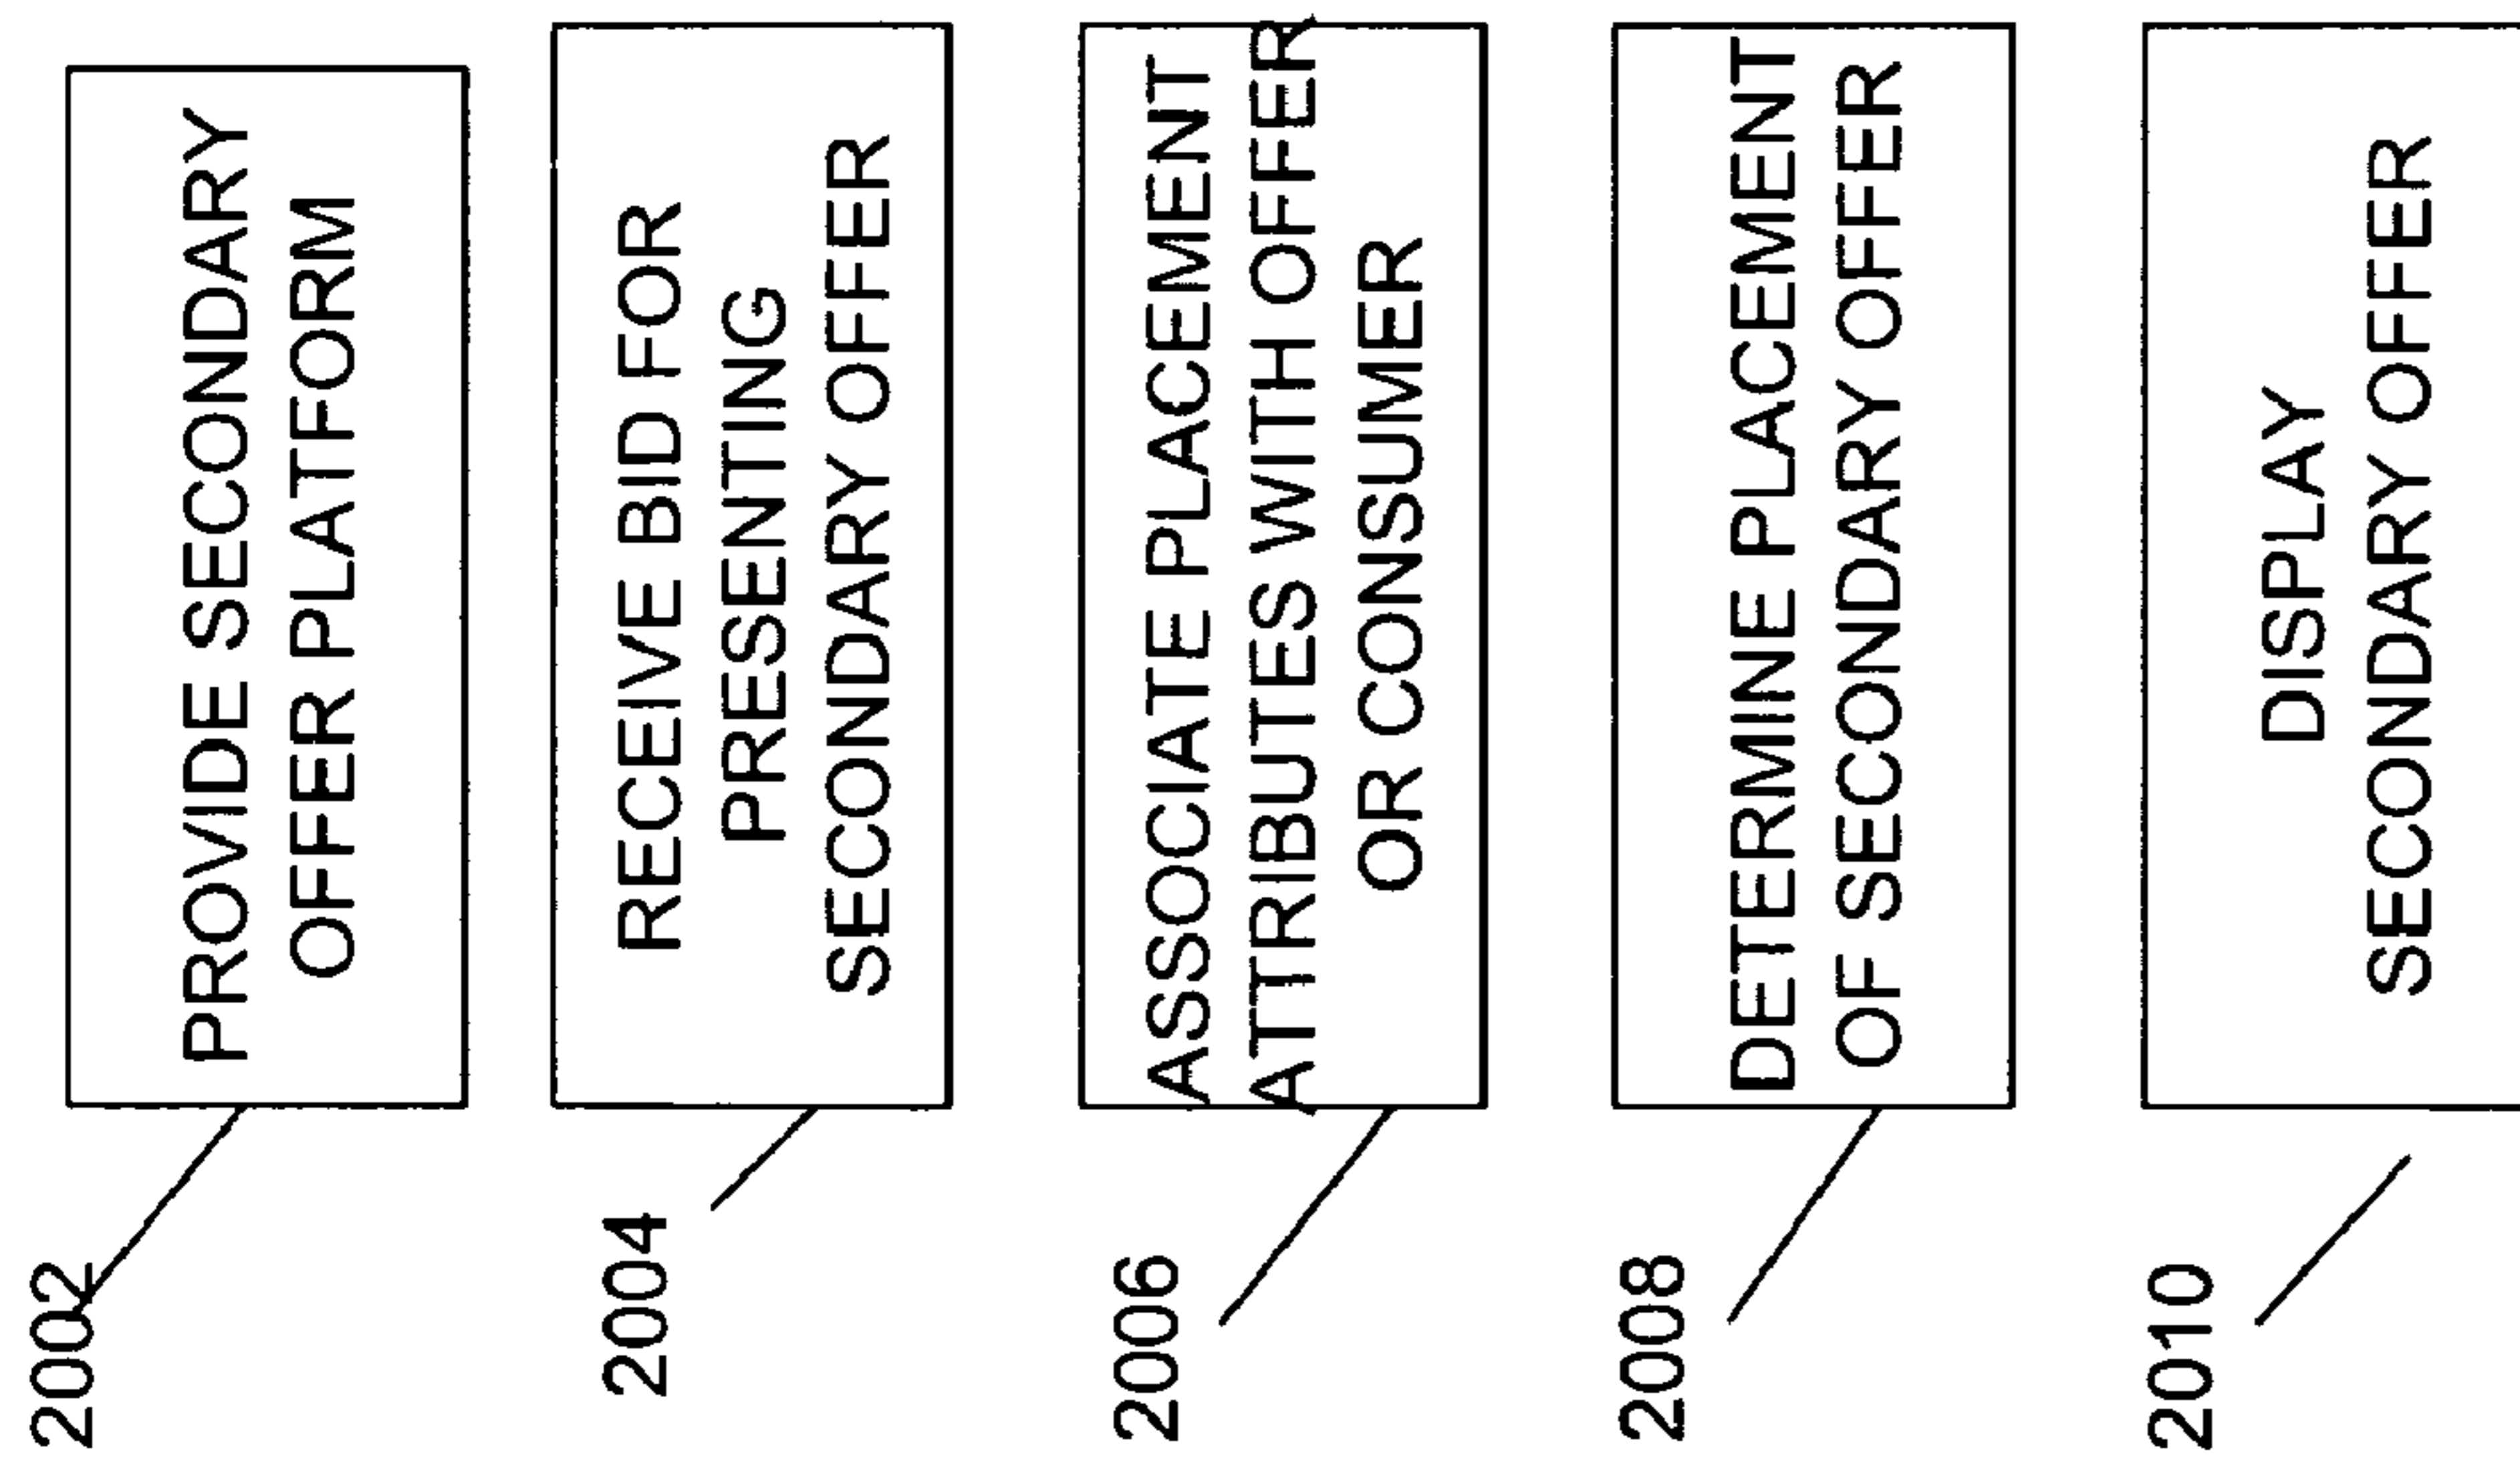 2002
PROVIDE SECONDARY
OFFER PLATFORM
2004
RECEIVE BID FOR
PRESENTING
SECONDARY OFFER
2006
ASSOCIATE PLACEMENT
ATTRIBUTES WITH OFFER
OR CONSUMER
2008
DETERMINE PLACEMENT
OF SECONDARY OFFER
2010
DISPLAY
SECONDARY OFFER